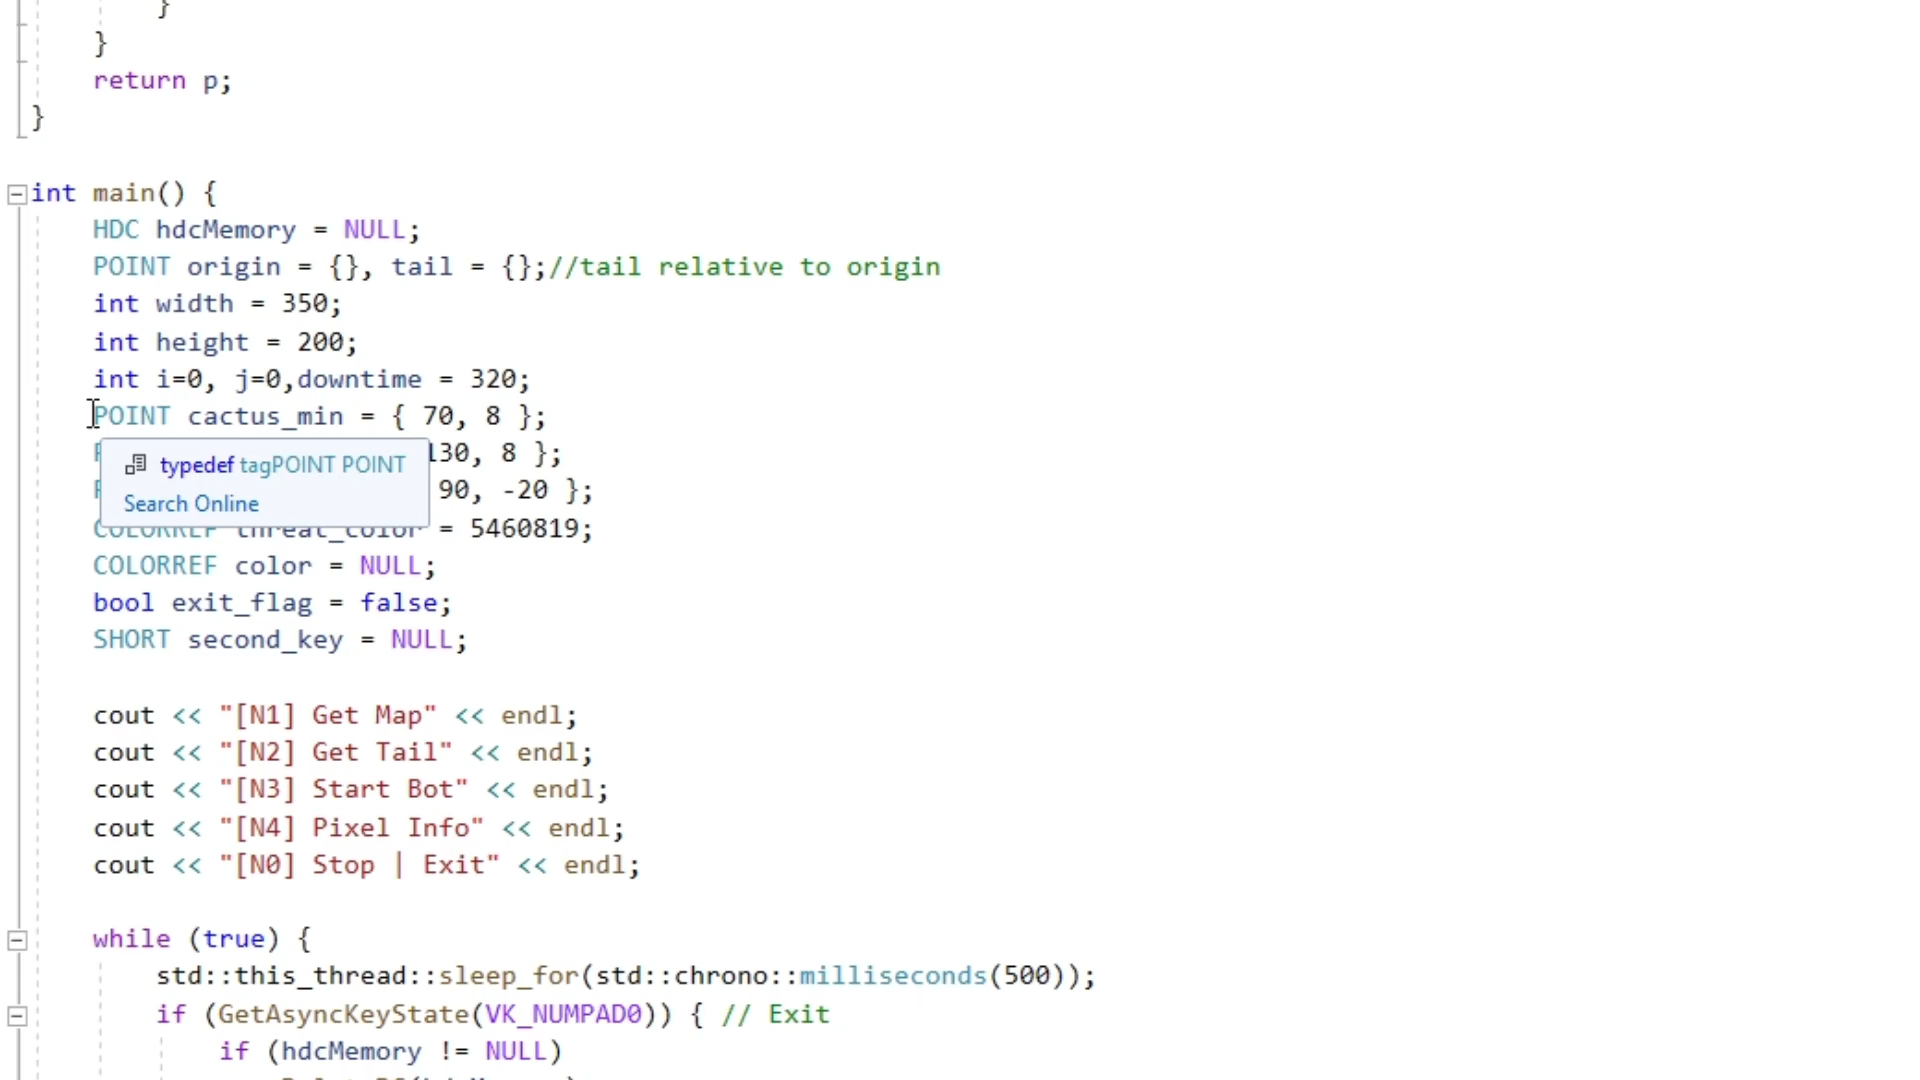 }
}
return p;
}
int main() {
HDC hdcMemory = NULL;
POINT origin = {}, tail = {};//tail relative to origin
int width = 350;
int height = 200;
int i=0, j=0,downtime = 320;
POINT cactus_min = { 70, 8 };
130, 8 };
typedef tagPOINT POINT
90, -20 };
Search Online
COLORREF threat_color = 5460819;
COLORREF color = NULL;
bool exit_flag = false;
SHORT second_key = NULL;
cout << "[N1] Get Map" << endl;
cout << "[N2] Get Tail" << endl;
cout << "[N3] Start Bot" << endl;
cout << "[N4] Pixel Info" << endl;
cout << "[N0] Stop | Exit" << endl;
while (true) {
std::this_thread::sleep_for(std::chrono::milliseconds(500));
if (GetAsyncKeyState(VK_NUMPAD0)) { // Exit
if (hdcMemory != NULL)